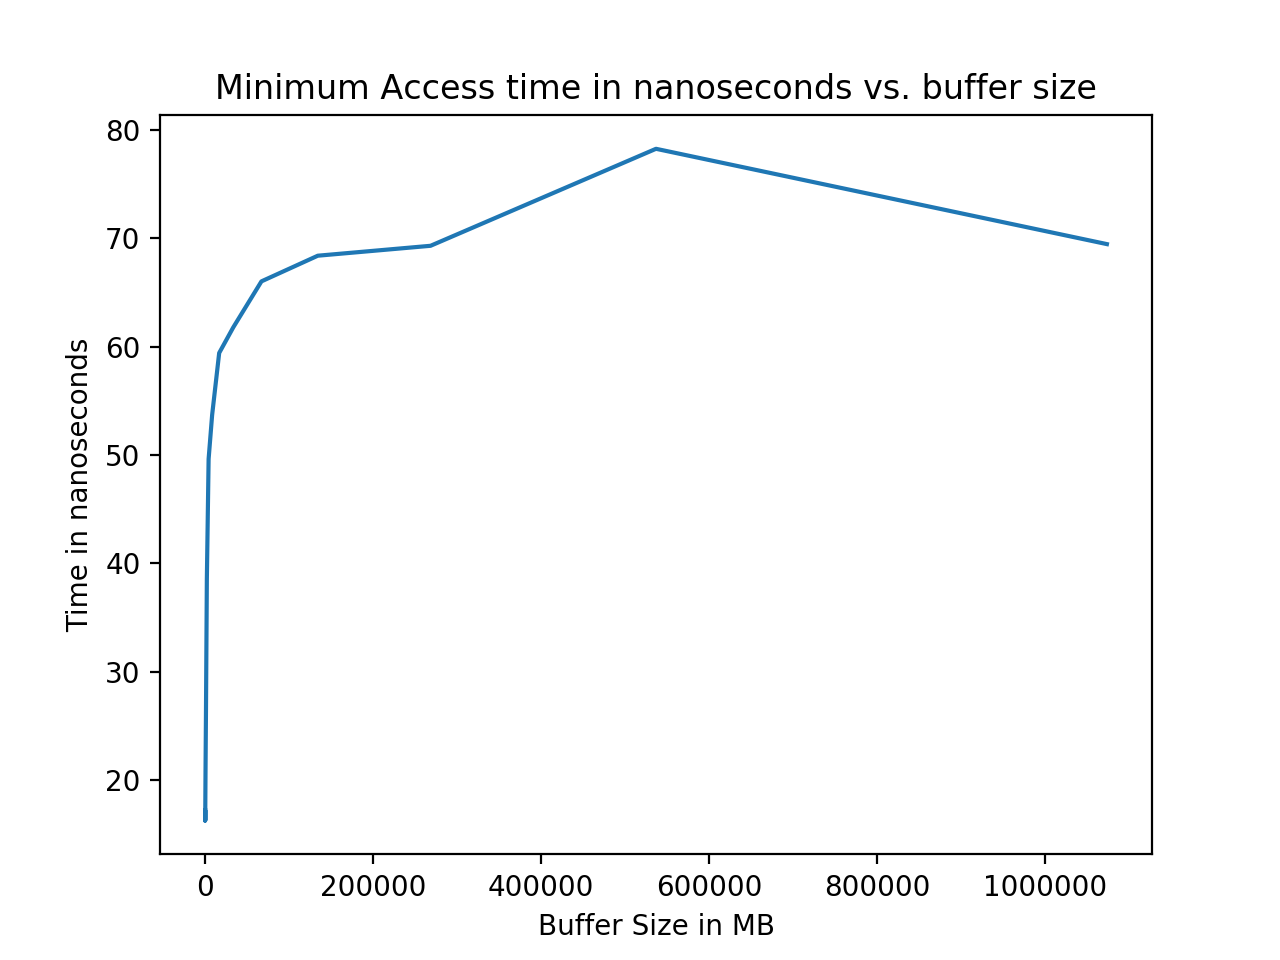 Minimum Access time in nanoseconds vs. buffer size
80
70
60
50
40
30
20
Time in nanoseconds
0 200000 400000 600000 800000 1000000
Buffer Size in MB